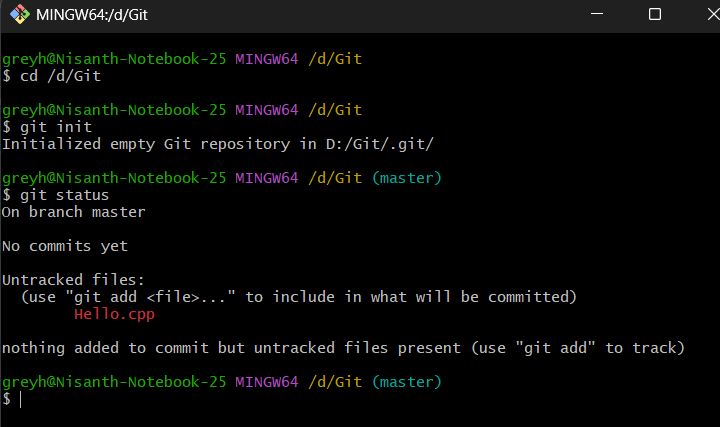 MINGW64:/d/Git
greyh@Nisanth-Notebook-25 MINGW64 /d/Git
$ cd /d/Git
greyh@Nisanth-Notebook-25 MINGW64 /d/Git
$ git init
Initialized empty Git repository in D:/Git/.git/
greyh@Nisanth-Notebook-25 MINGW64 /d/Git (master)
$ git status
On branch master
No commits yet
Untracked files:
  (use "git add <file>..." to include in what will be committed)
        Hello.cpp
nothing added to commit but untracked files present (use "git add" to track)
greyh@Nisanth-Notebook-25 MINGW64 /d/Git (master)
$